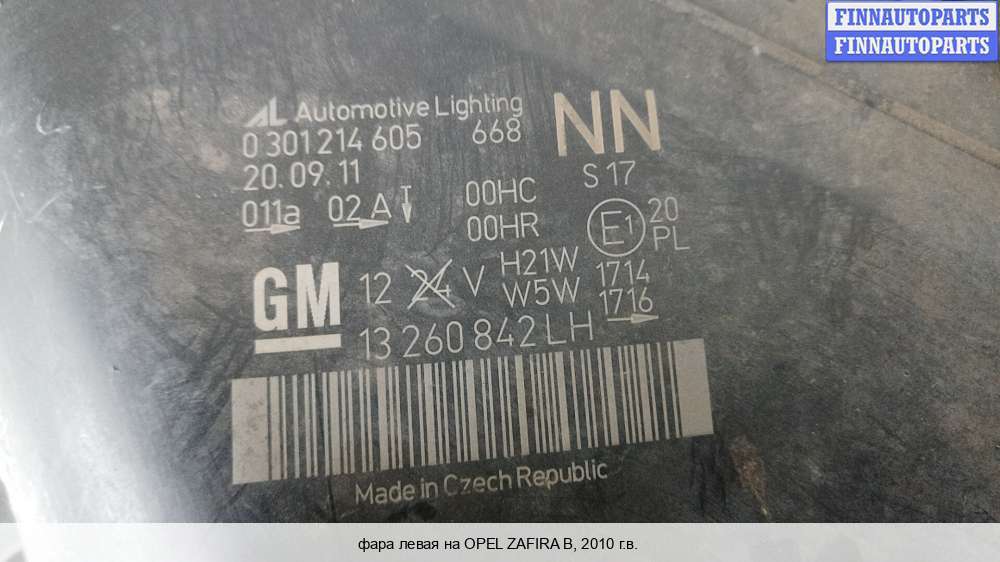 FINNAUTOPARTS
FINNAUTOPARTS
AL Automotive Lighting
0 301 214 605 668
NN
20.09.11
S 17
011a 02 A
00HC
00HR
E1
20
PL
GM
12 24 V
H21W
W5W
1714
1716
13 260 842 LH
Made in Czech Republic
фара левая на OPEL ZAFIRA B, 2010 г.в.